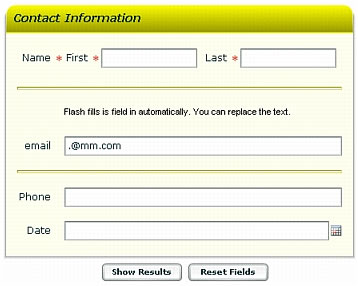 Contact Information
Name * First Last *
Flash fills is field in automatically. You can replace the text.
email .@mm.com
Phone
Date
Show Results Reset Fields